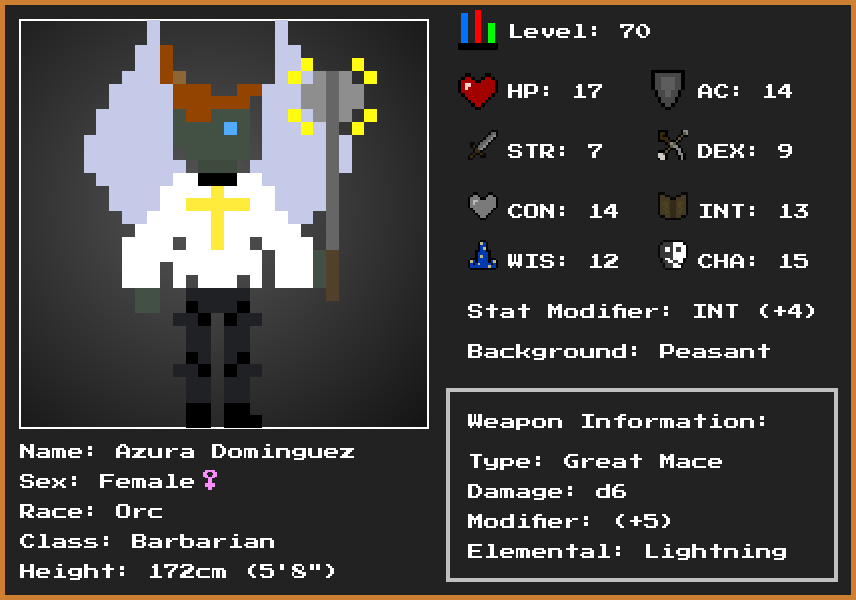 Level: 70
HP: 17
AC: 14
STR: 7
DEX: 9
CON: 14
INT: 13
WIS: 12
CHA: 15
Stat Modifier: INT (+4)
Background: Peasant
Weapon Information:
Type: Great Mace
Damage: d6
Modifier: (+5)
Elemental: Lightning
Name: Azura Dominguez
Sex: Female♀
Race: Orc
Class: Barbarian
Height: 172cm (5'8")